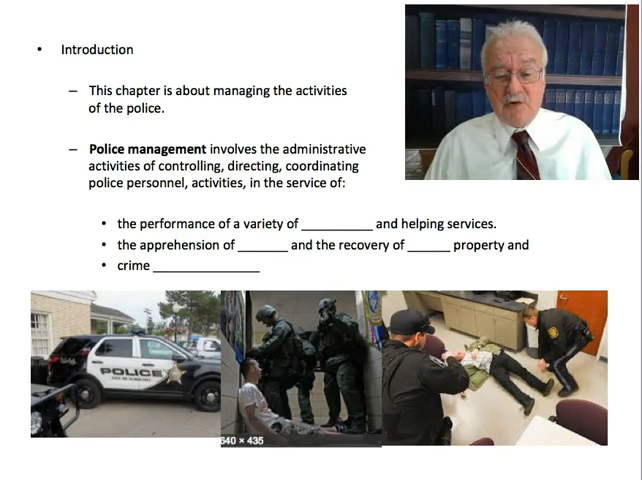 • Introduction
– This chapter is about managing the activities
of the police.
– Police management involves the administrative
activities of controlling, directing, coordinating
police personnel, activities, in the service of:
• the performance of a variety of __________ and helping services.
• the apprehension of _______ and the recovery of ______ property and
• crime _______________
POLICE
640 × 435